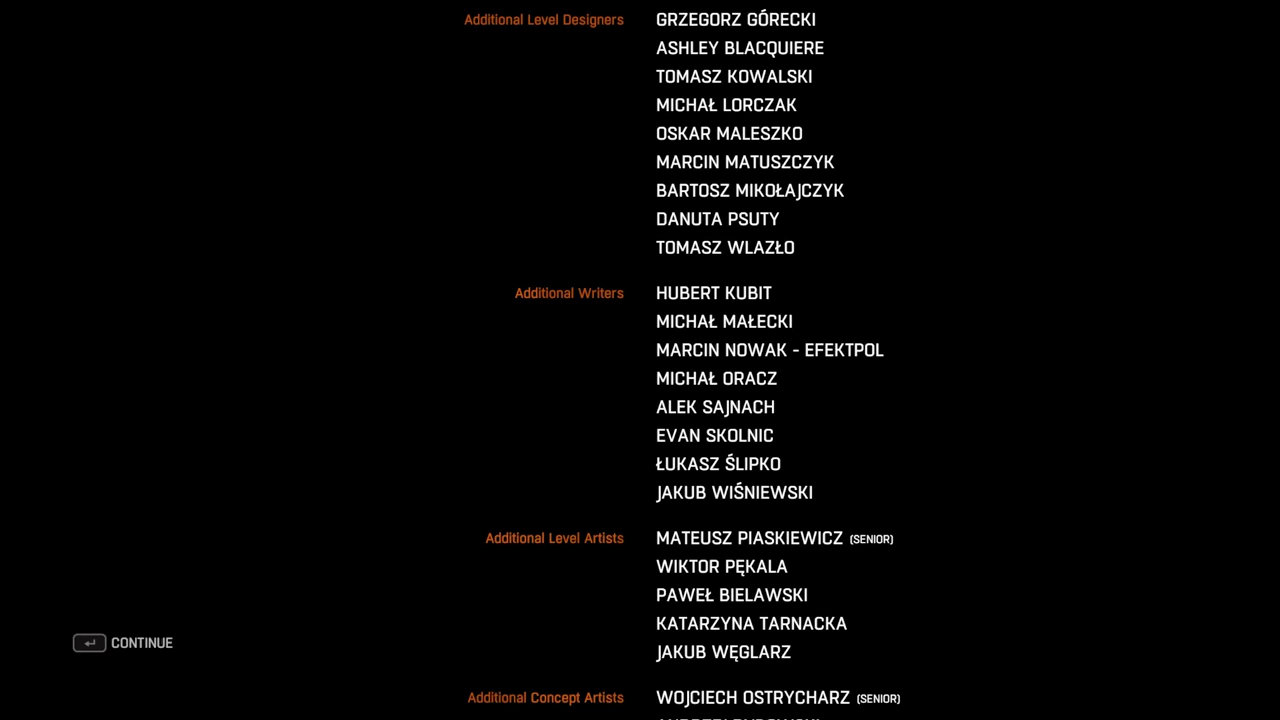 Additional Level Designers GRZEGORZ GÓRECKI
ASHLEY BLACQUIERE
TOMASZ KOWALSKI
MICHAŁ LORCZAK
OSKAR MALESZKO
MARCIN MATUSZCZYK
BARTOSZ MIKOŁAJCZYK
DANUTA PSUTY
TOMASZ WLAZŁO
Additional Writers HUBERT KUBIT
MICHAŁ MAŁECKI
MARCIN NOWAK - EFEKTPOL
MICHAŁ ORACZ
ALEK SAJNACH
EVAN SKOLNIC
ŁUKASZ ŚLIPKO
JAKUB WIŚNIEWSKI
Additional Level Artists MATEUSZ PIASKIEWICZ (SENIOR)
WIKTOR PĘKALA
PAWEŁ BIELAWSKI
KATARZYNA TARNACKA
CONTINUE
JAKUB WĘGLARZ
Additional Concept Artists WOJCIECH OSTRYCHARZ (SENIOR)